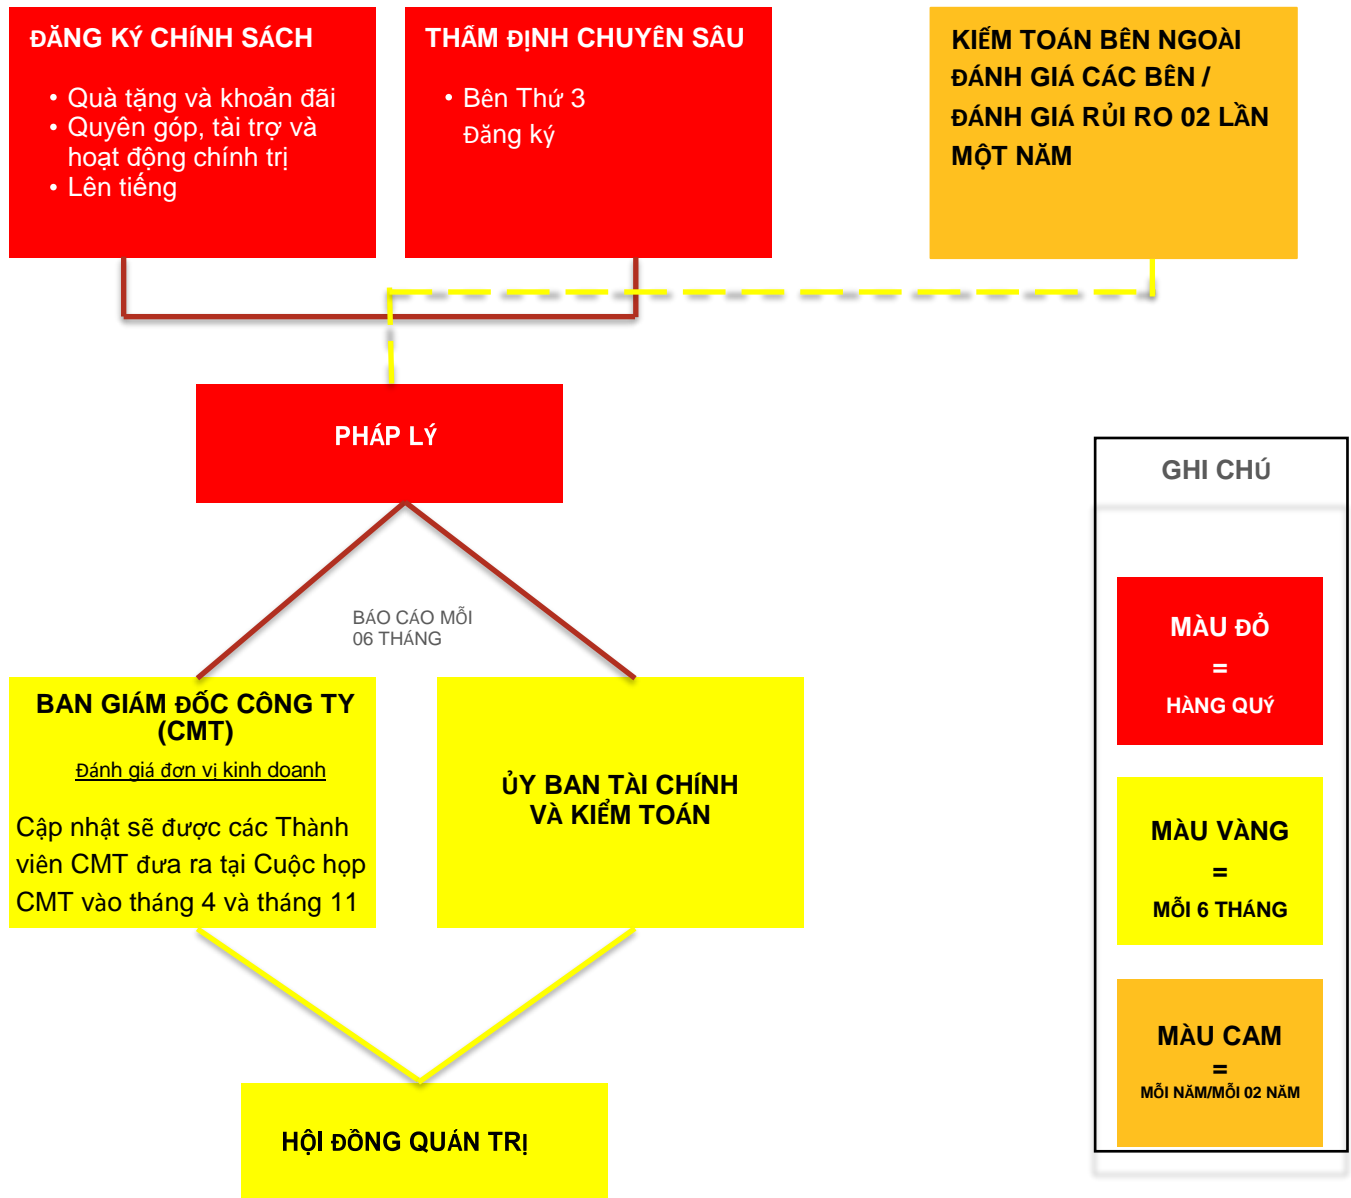 ĐĂNG KÝ CHÍNH SÁCH
• Quà tặng và khoản đãi
• Quyên góp, tài trợ và
hoạt động chính trị
• Lên tiếng
THẨM ĐỊNH CHUYÊN SÂU
• Bên Thứ 3
Đăng ký
KIỂM TOÁN BÊN NGOÀI
ĐÁNH GIÁ CÁC BÊN /
ĐÁNH GIÁ RỦI RO 02 LẦN
MỘT NĂM
PHÁP LÝ
BÁO CÁO MỖI
06 THÁNG
BAN GIÁM ĐỐC CÔNG TY
(CMT)
Đánh giá đơn vị kinh doanh
Cập nhật sẽ được các Thành
viên CMT đưa ra tại Cuộc họp
CMT vào tháng 4 và tháng 11
ỦY BAN TÀI CHÍNH
VÀ KIỂM TOÁN
HỘI ĐỒNG QUẢN TRỊ
GHI CHÚ
MÀU ĐỎ
=
HÀNG QUÝ
MÀU VÀNG
=
MỖI 6 THÁNG
MÀU CAM
=
MỖI NĂM/MỖI 02 NĂM